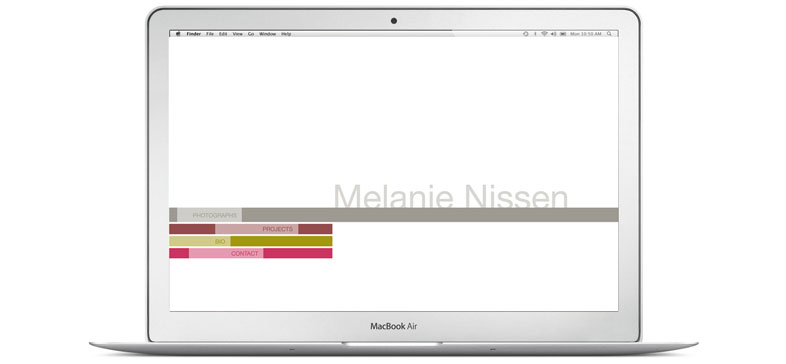 Finder File Edit View Go Window Help Mon 10:50 AM
Melanie Nissen
PHOTOGRAPHS
PROJECTS
BIO
CONTACT
MacBook Air